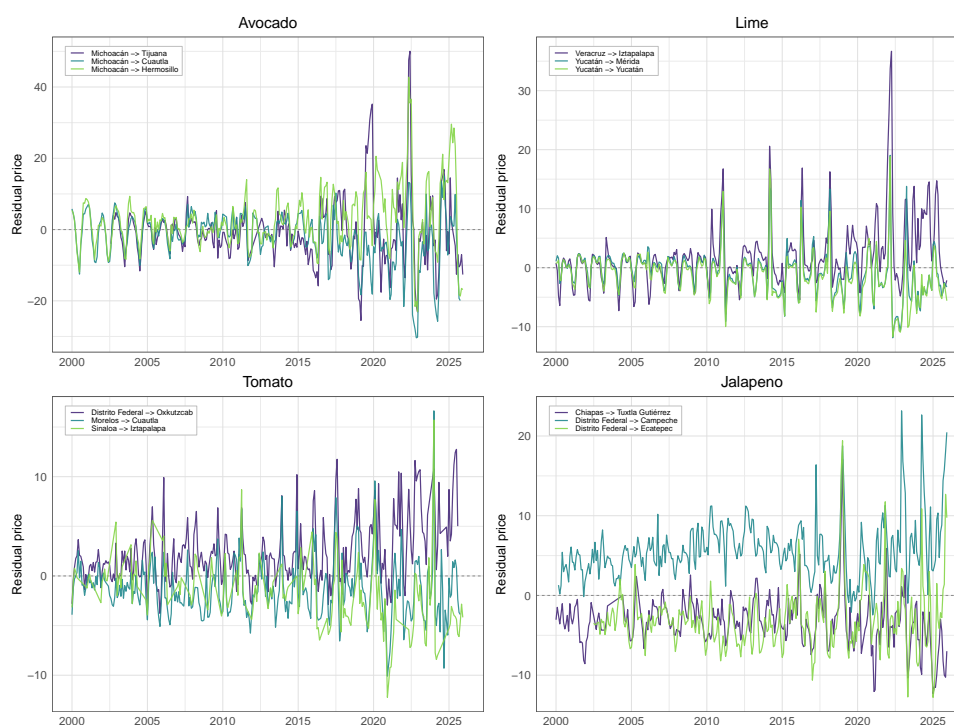 Avocado
Residual price
Michoacán −> Tijuana
Michoacán −> Cuautla
Michoacán −> Hermosillo
40
20
0
−20
2000 2005 2010 2015 2020 2025
Lime
Residual price
Veracruz −> Iztapalapa
Yucatán −> Mérida
Yucatán −> Yucatán
30
20
10
0
−10
2000 2005 2010 2015 2020 2025
Tomato
Residual price
Distrito Federal −> Oxkutzcab
Morelos −> Cuautla
Sinaloa −> Iztapalapa
10
0
−10
2000 2005 2010 2015 2020 2025
Jalapeno
Residual price
Chiapas −> Tuxtla Gutiérrez
Distrito Federal −> Campeche
Distrito Federal −> Ecatepec
20
10
0
−10
2000 2005 2010 2015 2020 2025